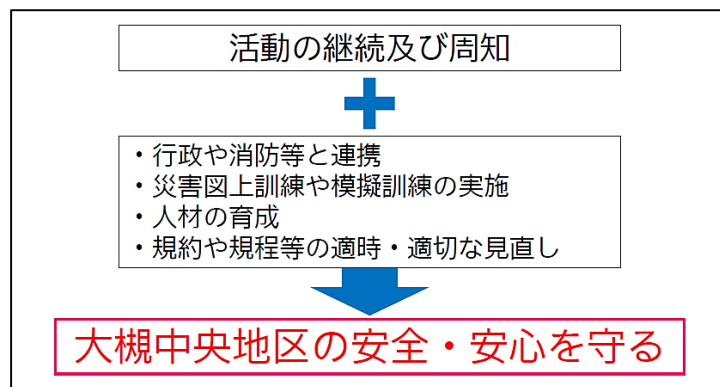 活動の継続及び周知
・行政や消防等と連携
・災害図上訓練や模擬訓練の実施
・人材の育成
・規約や規程等の適時・適切な見直し
大槻中央地区の安全・安心を守る